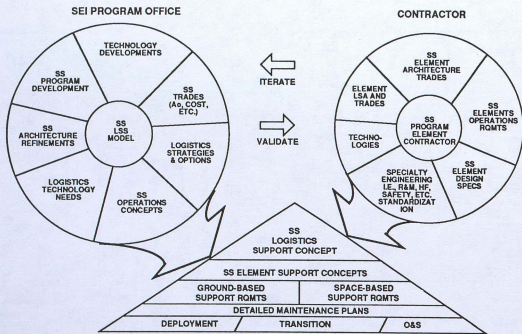 SEI PROGRAM OFFICE
TECHNOLOGY
DEVELOPMENTS
SS
PROGRAM
DEVELOPMENT
SS
TRADES
(Ao, COST,
ETC.)
SS
ARCHITECTURE
REFINEMENTS
SS
LSS
MODEL
LOGISTICS
STRATEGIES
& OPTIONS
LOGISTICS
TECHNOLOGY
NEEDS
SS
OPERATIONS
CONCEPTS
ITERATE
VALIDATE
CONTRACTOR
SS
ELEMENT
ARCHITECTURE
TRADES
ELEMENT
LSA AND
TRADES
SS
ELEMENTS
OPERATIONS
RQMTS
TECHNO-
LOGIES
SS
PROGRAM
ELEMENT
CONTRACTOR
SPECIALTY
ENGINEERING
I.E., R&M, HF,
SAFETY, ETC.
STANDARDIZAT
ION
SS
ELEMENT
DESIGN
SPECS
SS
LOGISTICS
SUPPORT CONCEPT
SS ELEMENT SUPPORT CONCEPTS
GROUND-BASED
SUPPORT RQMTS
SPACE-BASED
SUPPORT RQMTS
DETAILED MAINTENANCE PLANS
DEPLOYMENT
TRANSITION
O&S